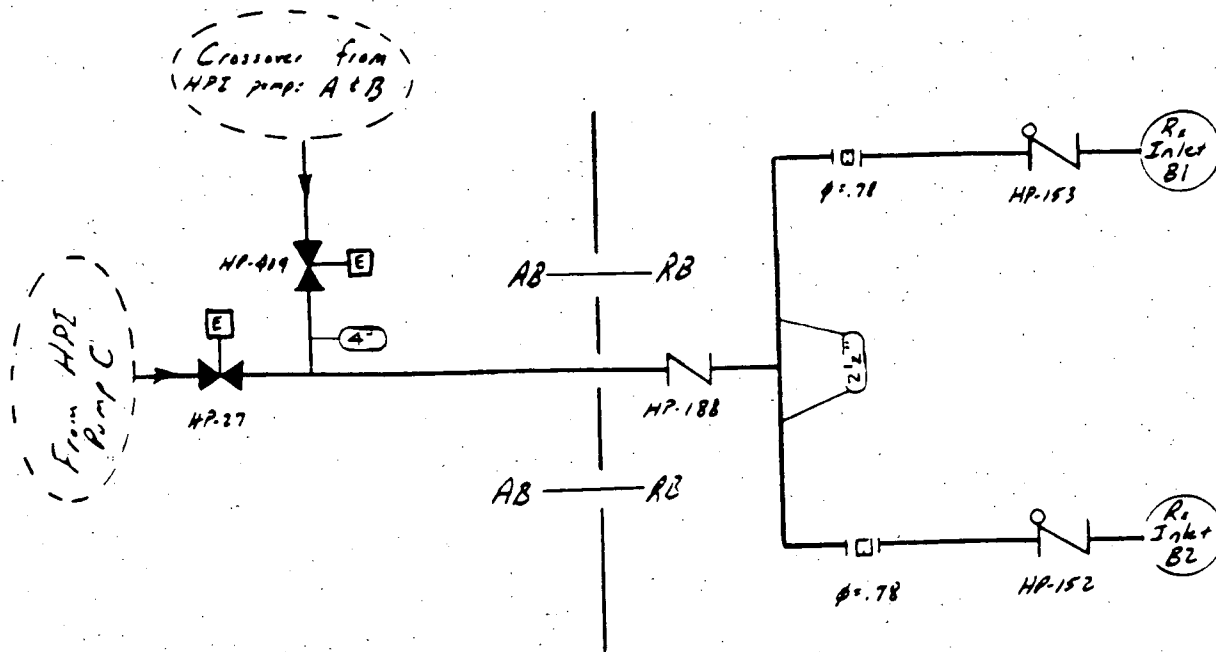 Crossover from
HPI pump: A & B
HP-409
E
4"
E
From HPI
Pump C
HP-27
AB
RB
AB
RB
HP-188
2½"
φ=.78
HP-153
Rx
Inlet
B1
φ=.78
HP-152
Rx
Inlet
B2